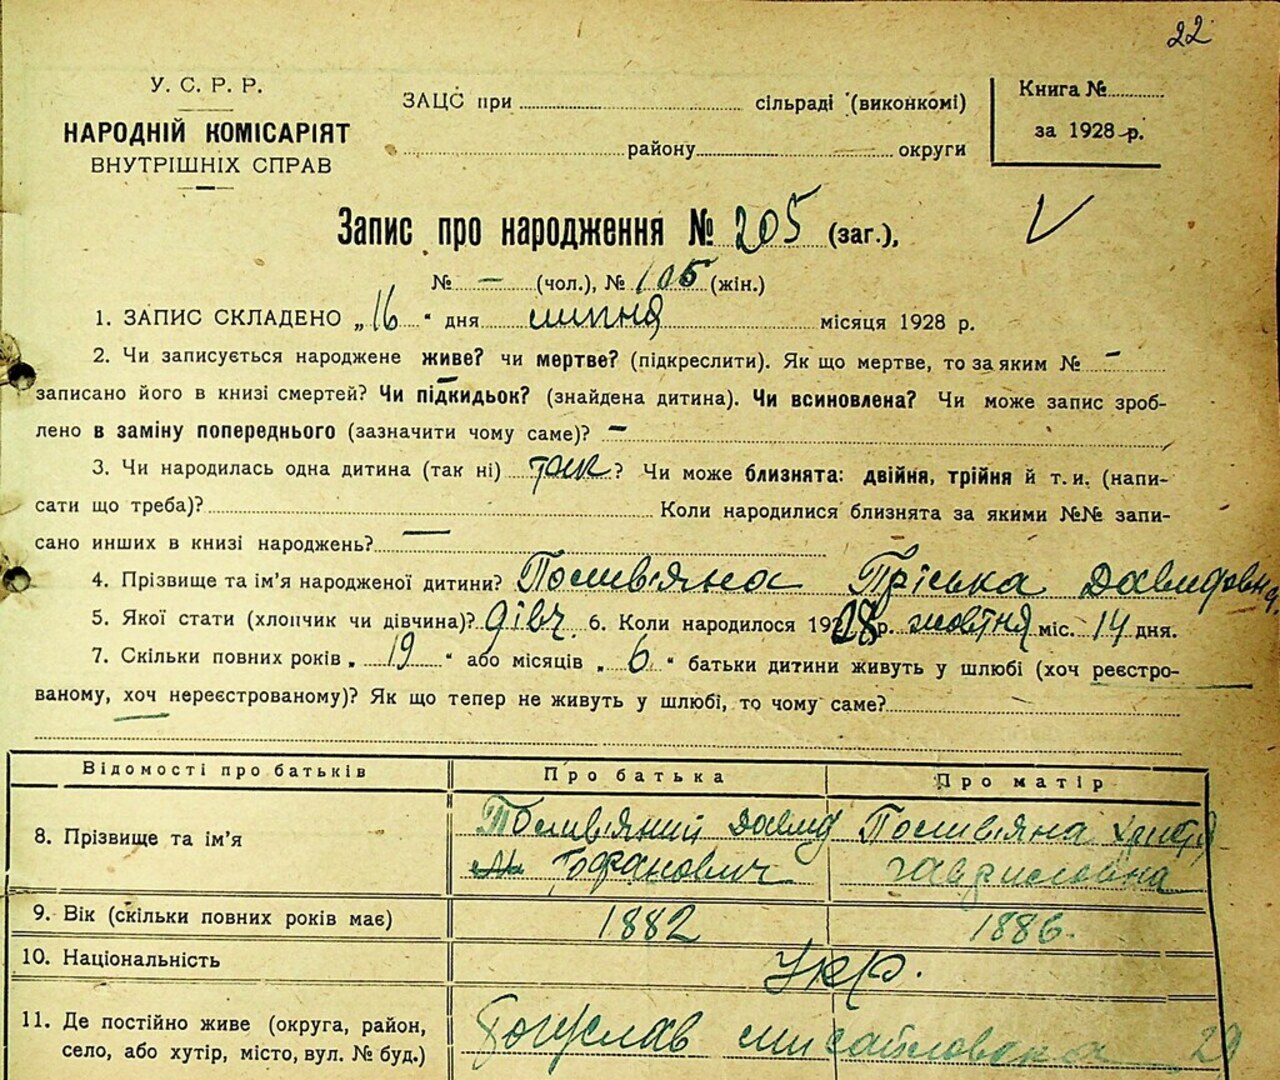 22
У. С. Р. Р.
НАРОДНІЙ КОМІСАРІЯТ
ВНУТРІШНІХ СПРАВ
ЗАЦС при сільраді (виконкомі)
району округи
Книга №
за 1928 р.
Запис про народження № 205 (заг.),
№ – (чол.), № 105 (жін.)
1. ЗАПИС СКЛАДЕНО „16" дня липня місяця 1928 р.
2. Чи записується народжене живе? чи мертве? (підкреслити). Як що мертве, то за яким № –
записано його в книзі смертей? Чи підкидьок? (знайдена дитина). Чи всиновлена? Чи може запис зроб-
лено в заміну попереднього (зазначити чому саме)? –
3. Чи народилась одна дитина (так ні) так? Чи може близнята: двійня, трійня й т. и. (напи-
сати що треба)? Коли народилися близнята за якими №№ запи-
сано инших в книзі народжень? —
4. Прізвище та ім'я народженої дитини? Посивіяна Пріська Давидовна
5. Якої стати (хлопчик чи дівчина)? дівч. 6. Коли народилося 1928 р. жовтня міс. 14 дня.
7. Скільки повних років „19" або місяців „6" батьки дитини живуть у шлюбі (хоч реєстро-
ваному, хоч нереєстрованому)? Як що тепер не живуть у шлюбі, то чому саме?
Відомості про батьків Про батька Про матір
8. Прізвище та ім'я Давид
9. Вік (скільки повних років має) 1882 1886.
10. Національність Укр.
11. Де постійно живе (округа, район,
село, або хутір, місто, вул. № буд.) Богуслав 29